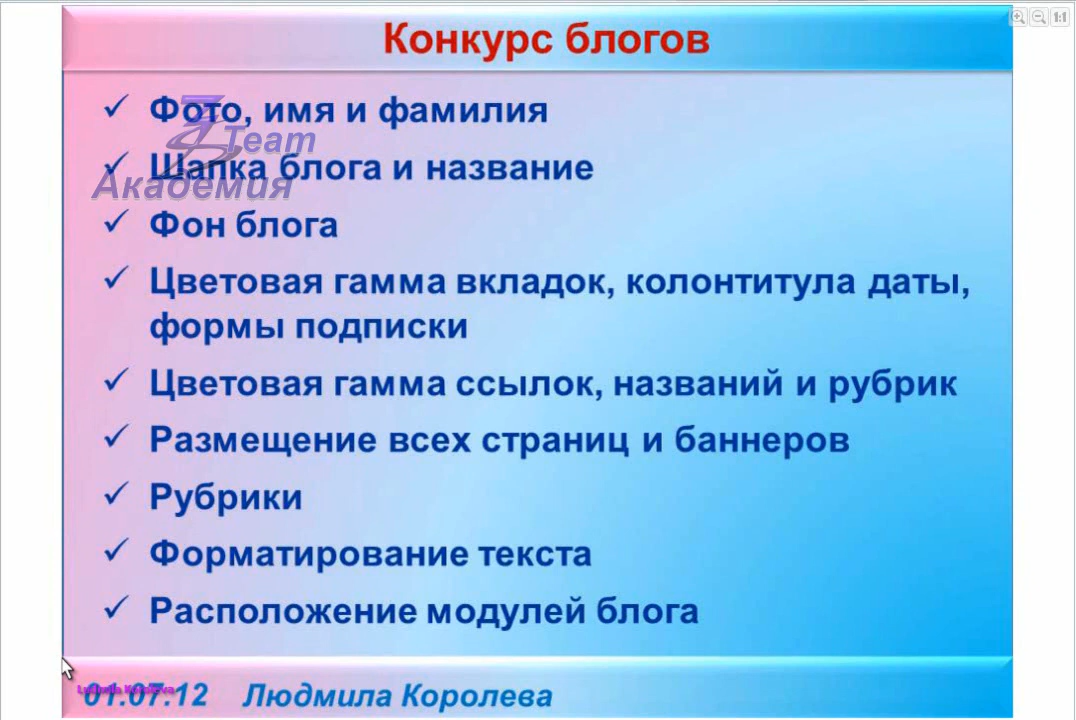 Конкурс блогов
Фото, имя и фамилия
Team
Шапка блога и название
Академия
Фон блога
Цветовая гамма вкладок, колонтитула даты,
формы подписки
Цветовая гамма ссылок, названий и рубрик
Размещение всех страниц и баннеров
Рубрики
Форматирование текста
Расположение модулей блога
01.07.12 Людмила Королева
1:1